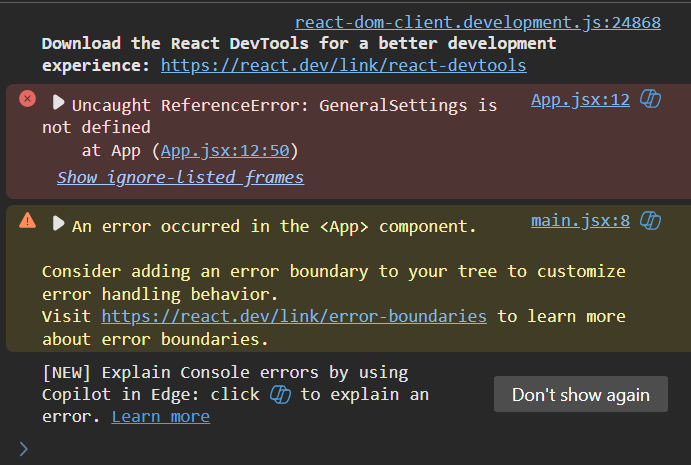 react-dom-client.development.js:24868
Download the React DevTools for a better development
experience: https://react.dev/link/react-devtools
Uncaught ReferenceError: GeneralSettings is App.jsx:12
not defined
at App (App.jsx:12:50)
Show ignore-listed frames
An error occurred in the <App> component. main.jsx:8
Consider adding an error boundary to your tree to customize
error handling behavior.
Visit https://react.dev/link/error-boundaries to learn more
about error boundaries.
[NEW] Explain Console errors by using
Copilot in Edge: click to explain an
error. Learn more
Don't show again